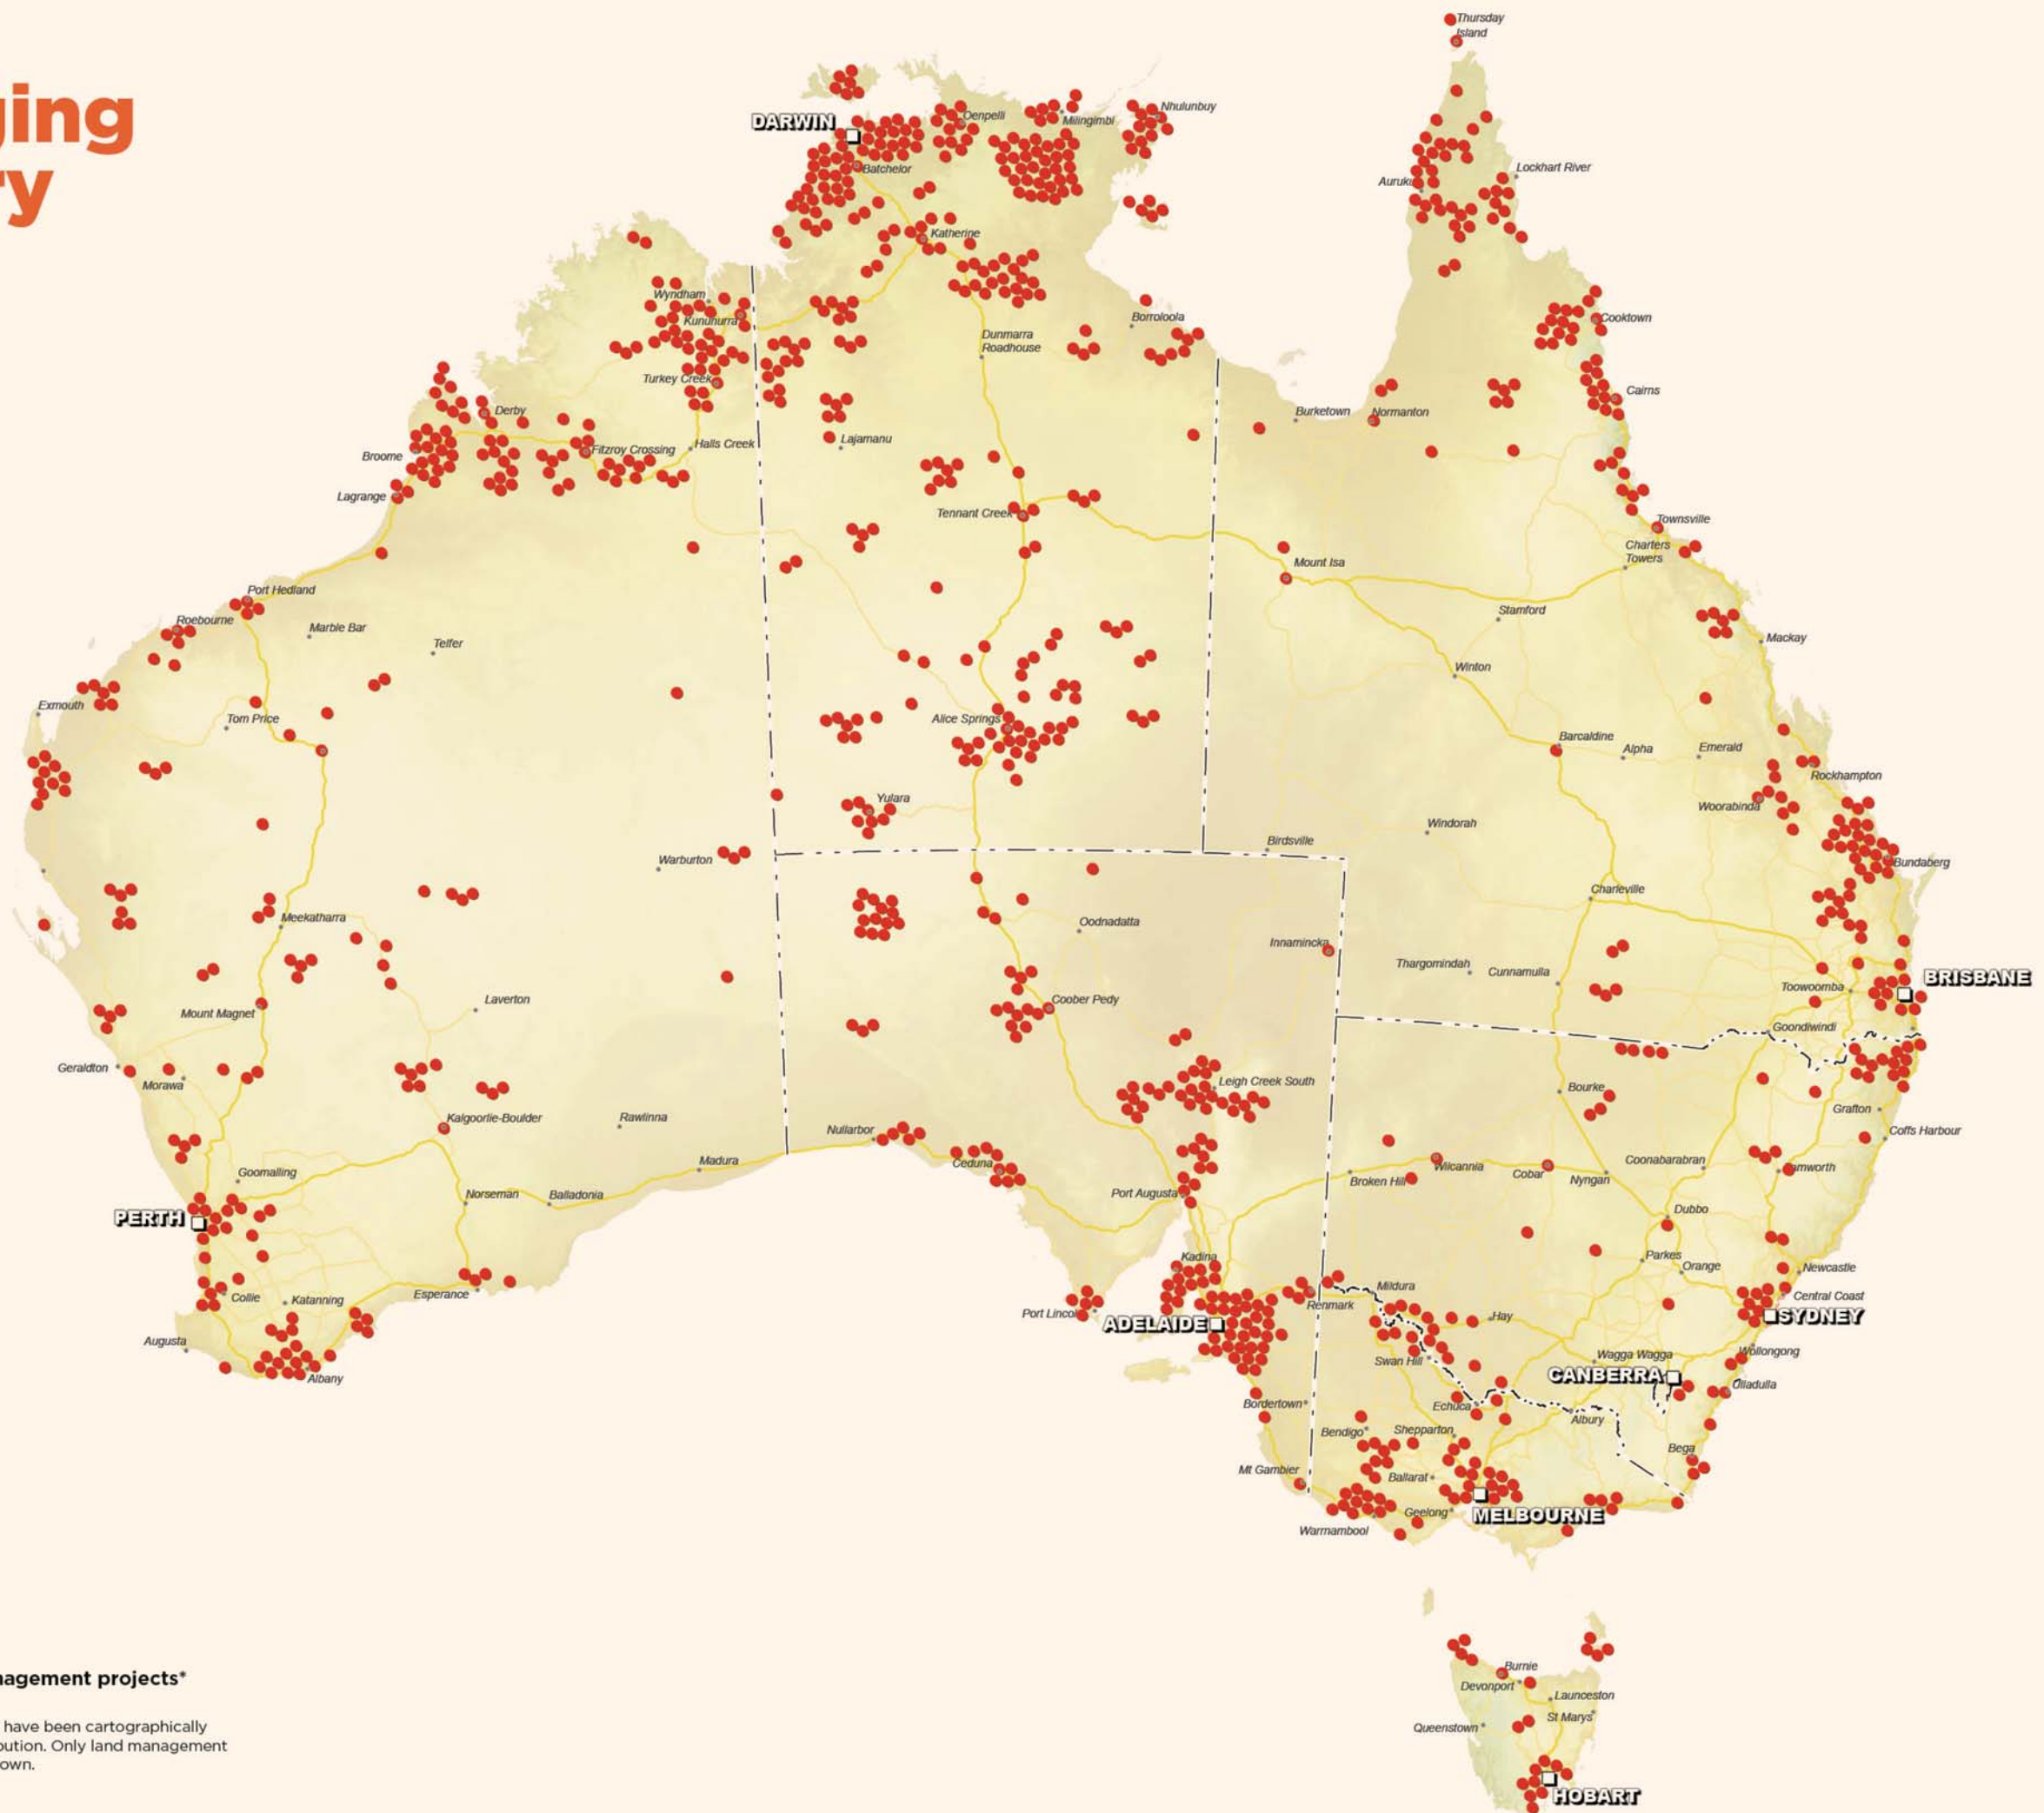 ging
ry
Thursday
Island
DARWIN
Oenpelli
Milingimbi
Nhulunbuy
Batchelor
Lockhart River
Katherine
Wyndham
Kununurra
Borroloola
Cooktown
Dunmarra
Roadhouse
Turkey Creek
Cairns
Derby
Burketown
Normanton
Broome
Fitzroy Crossing
Halls Creek
Lajamanu
Lagrange
Tennant Creek
Townsville
Charters
Towers
Mount Isa
Port Hedland
Stamford
Roebourne
Marble Bar
Telfer
Mackay
Winton
Exmouth
Tom Price
Alice Springs
Barcaldine
Alpha
Emerald
Rockhampton
Yulara
Woorabinda
Windorah
Birdsville
Warburton
Bundaberg
Charleville
Meekatharra
Oodnadatta
Innamincka
Thargomindah
Cunnamulla
BRISBANE
Toowoomba
Laverton
Coober Pedy
Mount Magnet
Goondiwindi
Geraldton
Morawa
Leigh Creek South
Bourke
Grafton
Kalgoorlie-Boulder
Rawlinna
Nullarbor
Coffs Harbour
Madura
Ceduna
Goomalling
Wilcannia
Cobar
Coonabarabran
Broken Hill
Nyngan
Norseman
Balladonia
Port Augusta
PERTH
Dubbo
Kadina
Parkes
Orange
Newcastle
Mildura
Collie
Katanning
Esperance
Central Coast
Renmark
Port Lincol
ADELAIDE
Hay
SYDNEY
Augusta
Swan Hill
Wagga Wagga
Wollongong
Albany
CANBERRA
Ulladulla
Bordertown
Echuca
Albury
Bendigo
Shepparton
Bega
Mt Gambier
Ballarat
Geelong
MELBOURNE
Warrnambool
agement projects*
have been cartographically
bution. Only land management
own.
Burnie
Devonport
Launceston
St Marys
Queenstown
HOBART